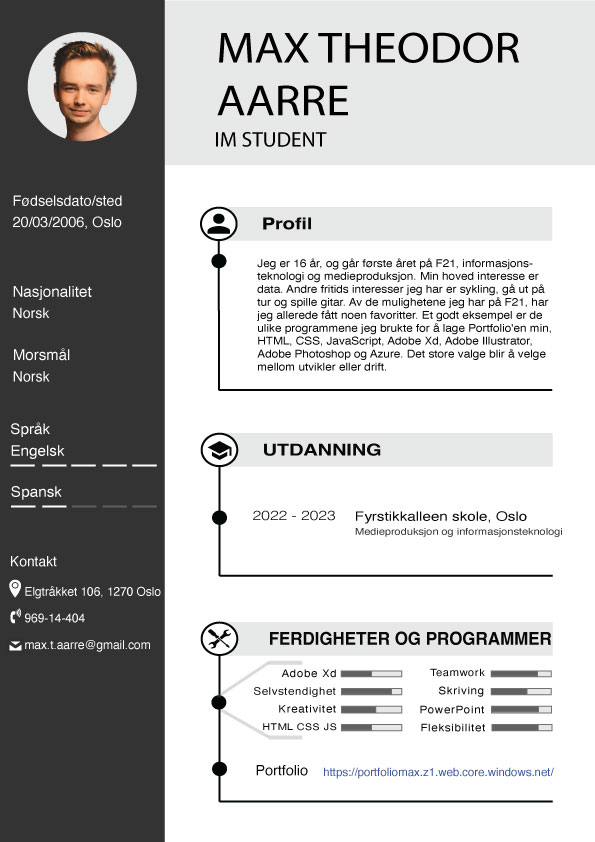 MAX THEODOR
AARRE
IM STUDENT
Fødselsdato/sted
20/03/2006, Oslo
Nasjonalitet
Norsk
Morsmål
Norsk
Språk
Engelsk
Spansk
Kontakt
Elgtråkket 106, 1270 Oslo
969-14-404
max.t.aarre@gmail.com
Profil
Jeg er 16 år, og går første året på F21, informasjons-
teknologi og medieproduksjon. Min hoved interesse er
data. Andre fritids interesser jeg har er sykling, gå ut på
tur og spille gitar. Av de mulighetene jeg har på F21, har
jeg allerede fått noen favoritter. Et godt eksempel er de
ulike programmene jeg brukte for å lage Portfolio'en min,
HTML, CSS, JavaScript, Adobe Xd, Adobe Illustrator,
Adobe Photoshop og Azure. Det store valge blir å velge
mellom utvikler eller drift.
UTDANNING
2022 - 2023 Fyrstikkalleen skole, Oslo
Medieproduksjon og informasjonsteknologi
FERDIGHETER OG PROGRAMMER
Adobe Xd Teamwork
Selvstendighet Skriving
Kreativitet PowerPoint
HTML CSS JS Fleksibilitet
Portfolio https://portfoliomax.z1.web.core.windows.net/